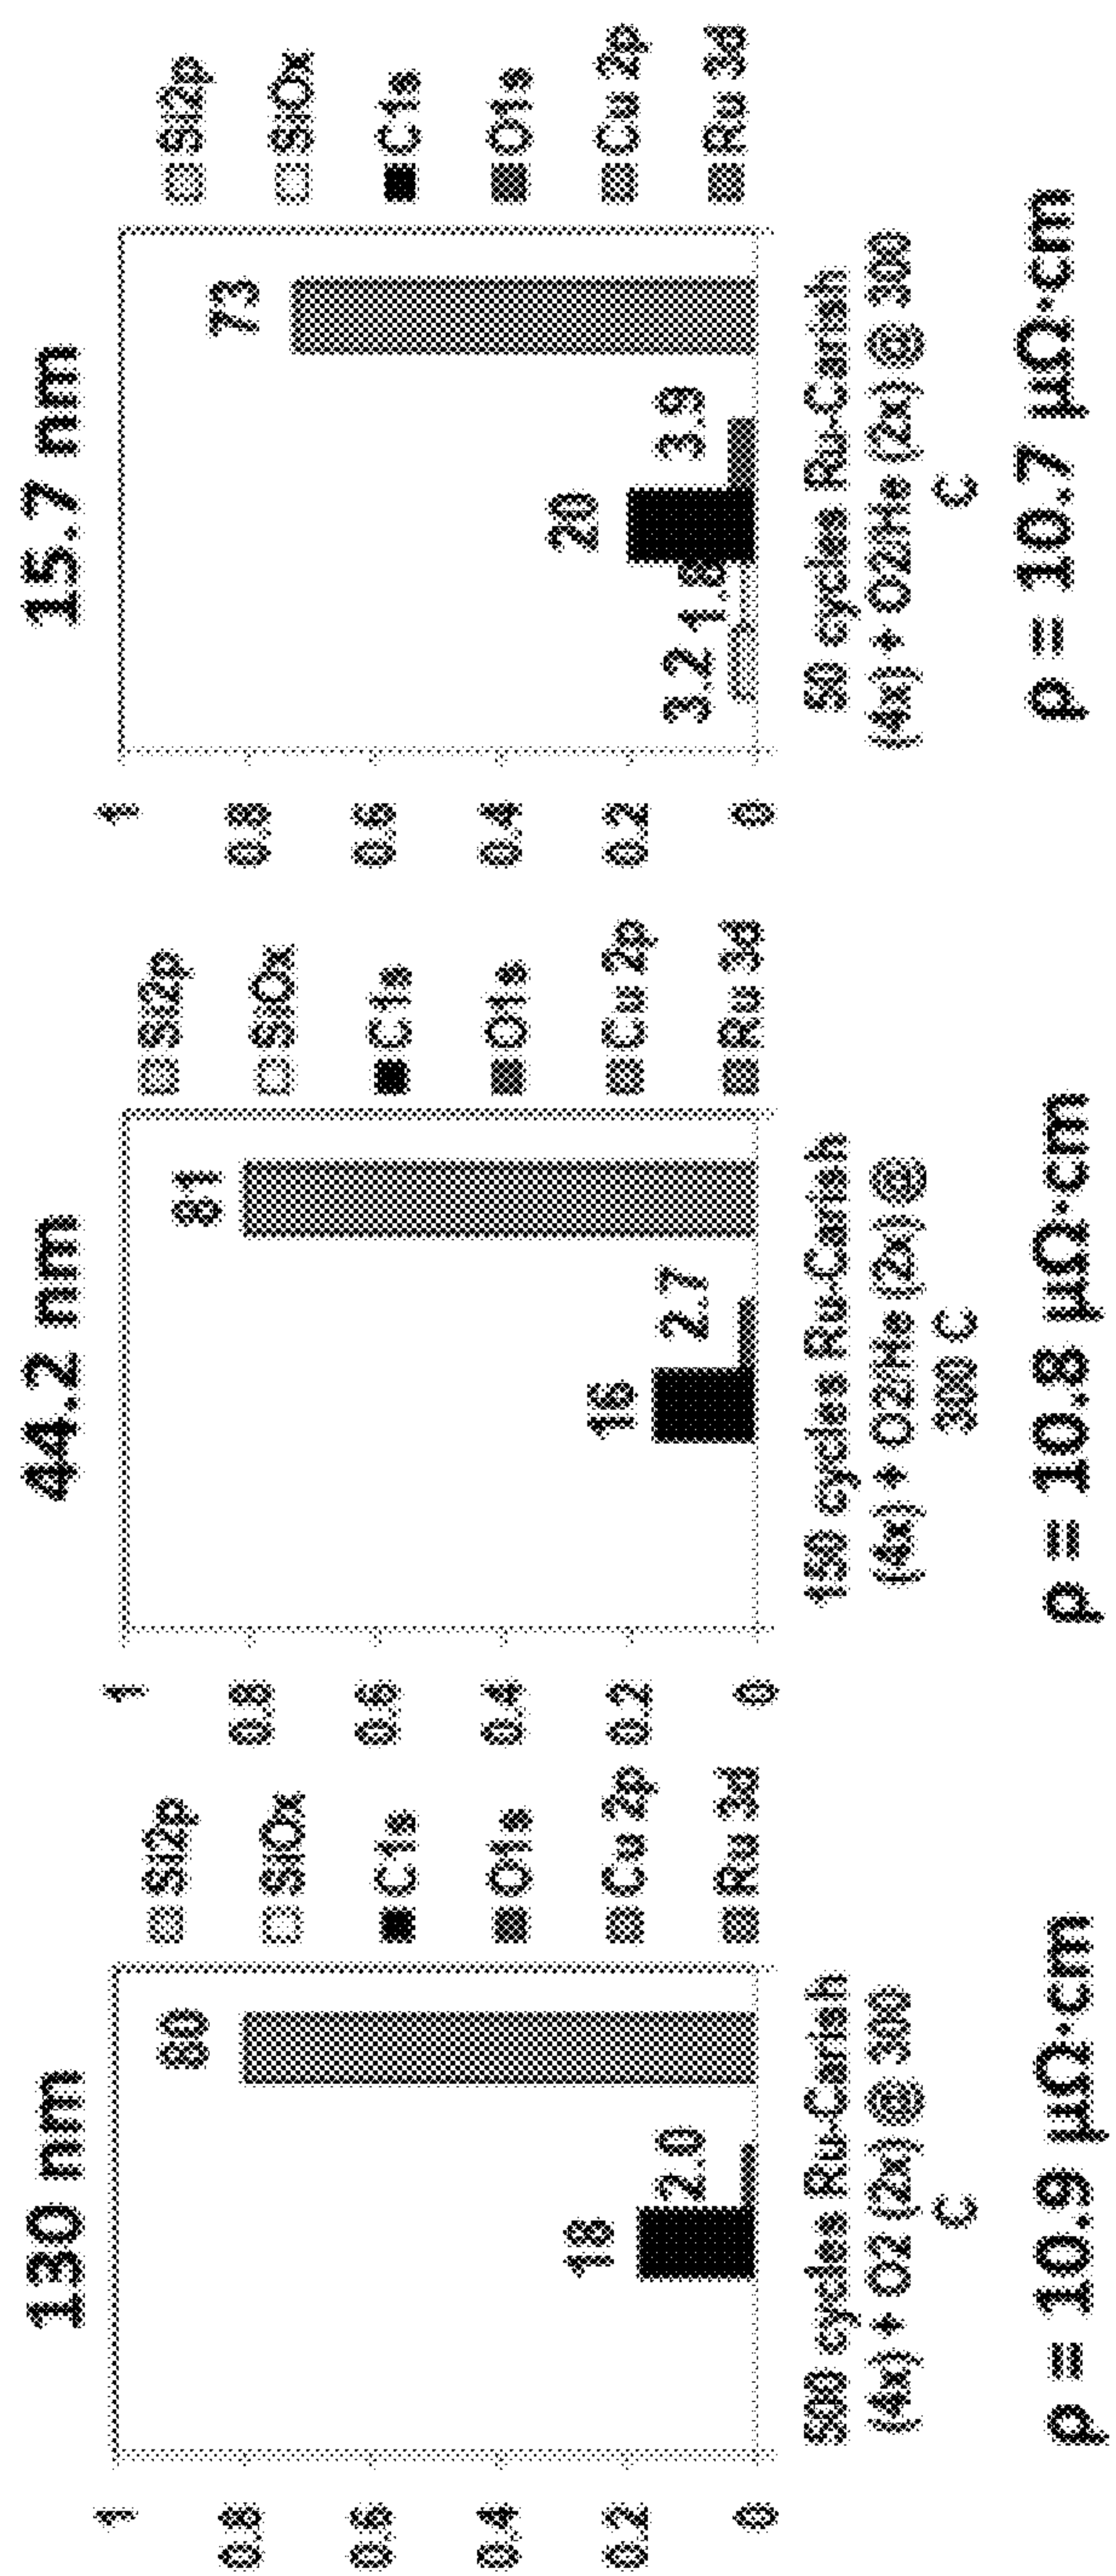 130 nm
1
0.8
0.6
0.4
0.2
0
18
2.0
80
Si2p
SiOx
C1s
O1s
Cu 2p
Ru 3d
500 cycles Ru-Carish
(4x) + O2 (2x) @ 300
C
ρ = 10.9 μΩ·cm
44.2 nm
1
0.8
0.6
0.4
0.2
0
16
2.7
81
Si2p
SiOx
C1s
O1s
Cu 2p
Ru 3d
150 cycles Ru-Carish
(4x) + O2/He (2x) @
300 C
ρ = 10.8 μΩ·cm
15.7 nm
1
0.8
0.6
0.4
0.2
0
3.2
20
3.9
73
Si2p
SiOx
C1s
O1s
Cu 2p
Ru 3d
50 cycles Ru-Carish
(4x) + O2/He (2x) @ 300
C
ρ = 10.7 μΩ·cm